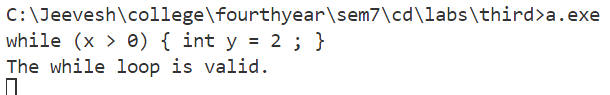 C:\Jeevesh\college\fourthyear\sem7\cd\labs\third>a.exe
while (x > 0) { int y = 2 ; }
The while loop is valid.